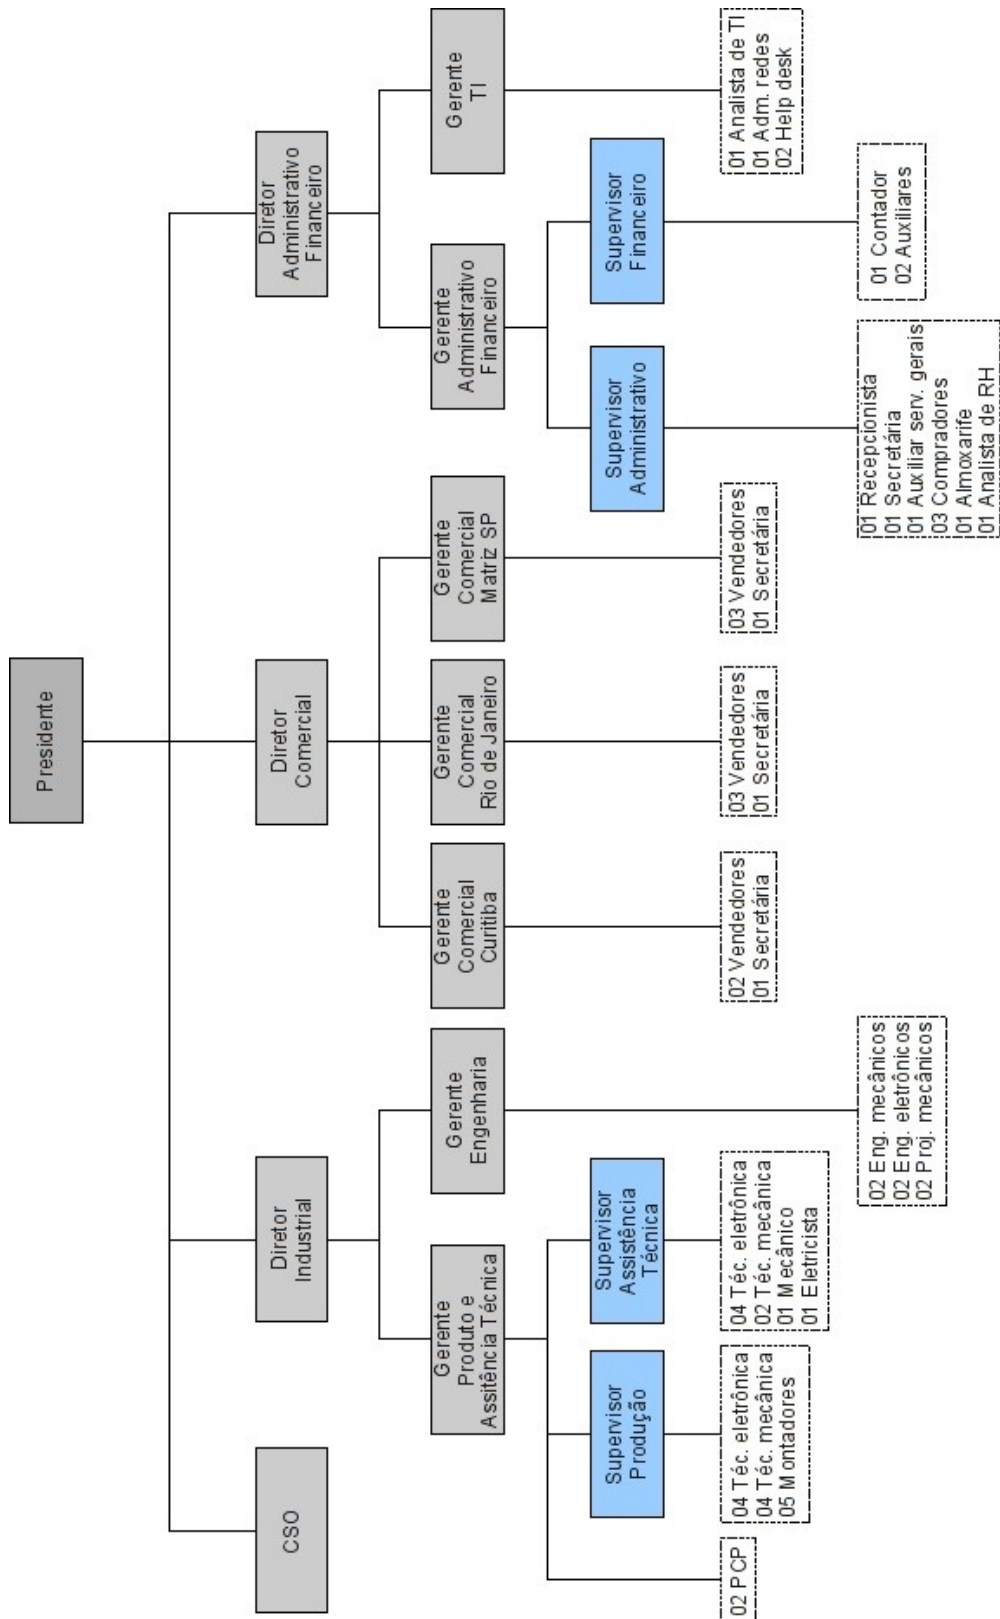 Presidente
CSO
Diretor
Industrial
Diretor
Comercial
Diretor
Administrativo
Financeiro
Gerente
Produto e
Assitência Técnica
Gerente
Engenharia
Gerente
Comercial
Curitiba
Gerente
Comercial
Rio de Janeiro
Gerente
Comercial
Matriz SP
Gerente
Administrativo
Financeiro
Gerente
TI
Supervisor
Produção
Supervisor
Assistência
Técnica
Supervisor
Administrativo
Supervisor
Financeiro
02 PCP
04 Téc. eletrônica
04 Téc. mecânica
05 Montadores
04 Téc. eletrônica
02 Téc. mecânica
01 Mecânico
01 Eletricista
02 Vendedores
01 Secretária
03 Vendedores
01 Secretária
03 Vendedores
01 Secretária
01 Analista de TI
01 Adm. redes
02 Help desk
02 Eng. mecânicos
02 Eng. eletrônicos
02 Proj. mecânicos
01 Recepcionista
01 Secretária
01 Auxiliar serv. gerais
03 Compradores
01 Almoxarife
01 Analista de RH
01 Contador
02 Auxiliares